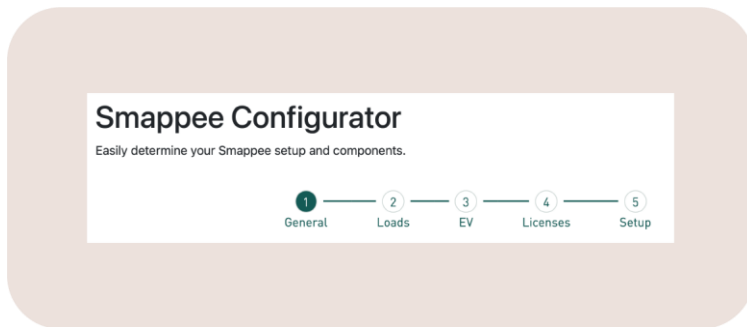 Smappee Configurator
Easily determine your Smappee setup and components.
1 2 3 4 5
General Loads EV Licenses Setup